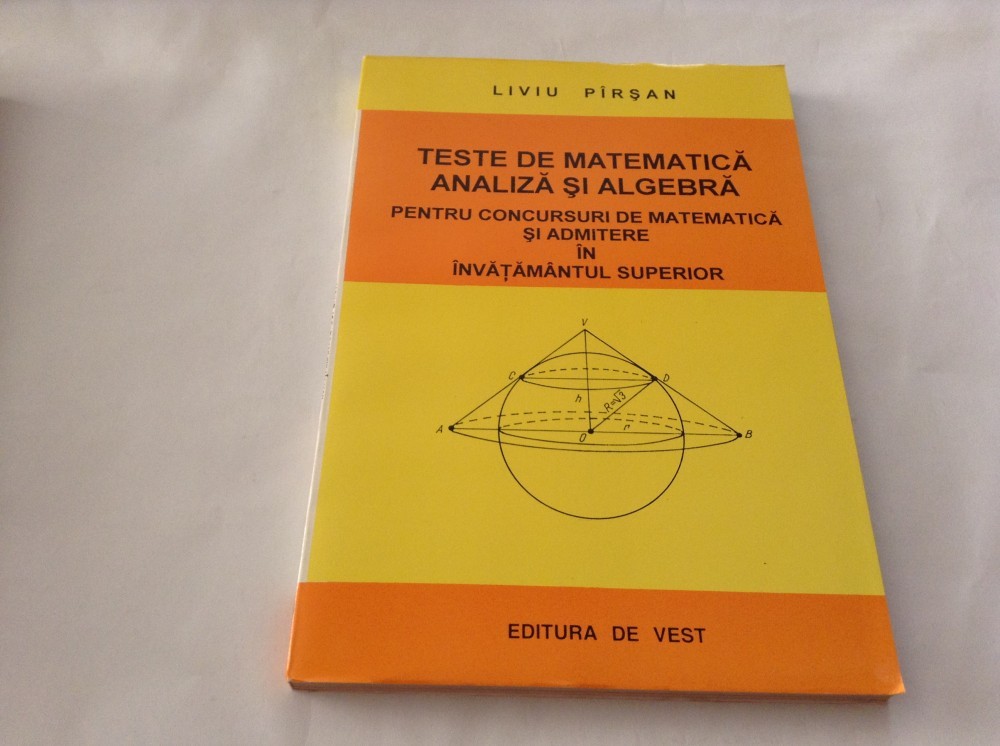 LIVIU PÎRŞAN
TESTE DE MATEMATICĂ
ANALIZĂ ŞI ALGEBRĂ
PENTRU CONCURSURI DE MATEMATICĂ
ŞI ADMITERE
ÎN
ÎNVĂŢĂMÂNTUL SUPERIOR
V
C D
h R=√3
A O r B
EDITURA DE VEST